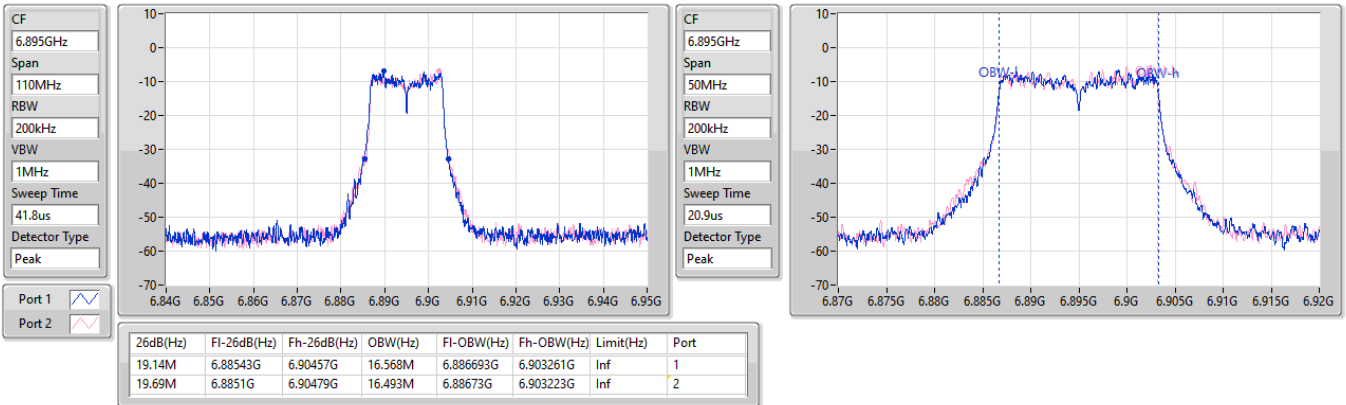 CF
6.895GHz
Span
110MHz
RBW
200kHz
VBW
1MHz
Sweep Time
41.8us
Detector Type
Peak
Port 1
Port 2
10
0
-10
-20
-30
-40
-50
-60
-70
6.84G 6.85G 6.86G 6.87G 6.88G 6.89G 6.9G 6.91G 6.92G 6.93G 6.94G 6.95G
CF
6.895GHz
Span
50MHz
RBW
200kHz
VBW
1MHz
Sweep Time
20.9us
Detector Type
Peak
10
0
-10
-20
-30
-40
-50
-60
-70
OBW-l OBW-h
6.87G 6.875G 6.88G 6.885G 6.89G 6.895G 6.9G 6.905G 6.91G 6.915G 6.92G
26dB(Hz) Fl-26dB(Hz) Fh-26dB(Hz) OBW(Hz) Fl-OBW(Hz) Fh-OBW(Hz) Limit(Hz) Port
19.14M 6.88543G 6.90457G 16.568M 6.886693G 6.903261G Inf 1
19.69M 6.8851G 6.90479G 16.493M 6.88673G 6.903223G Inf 2